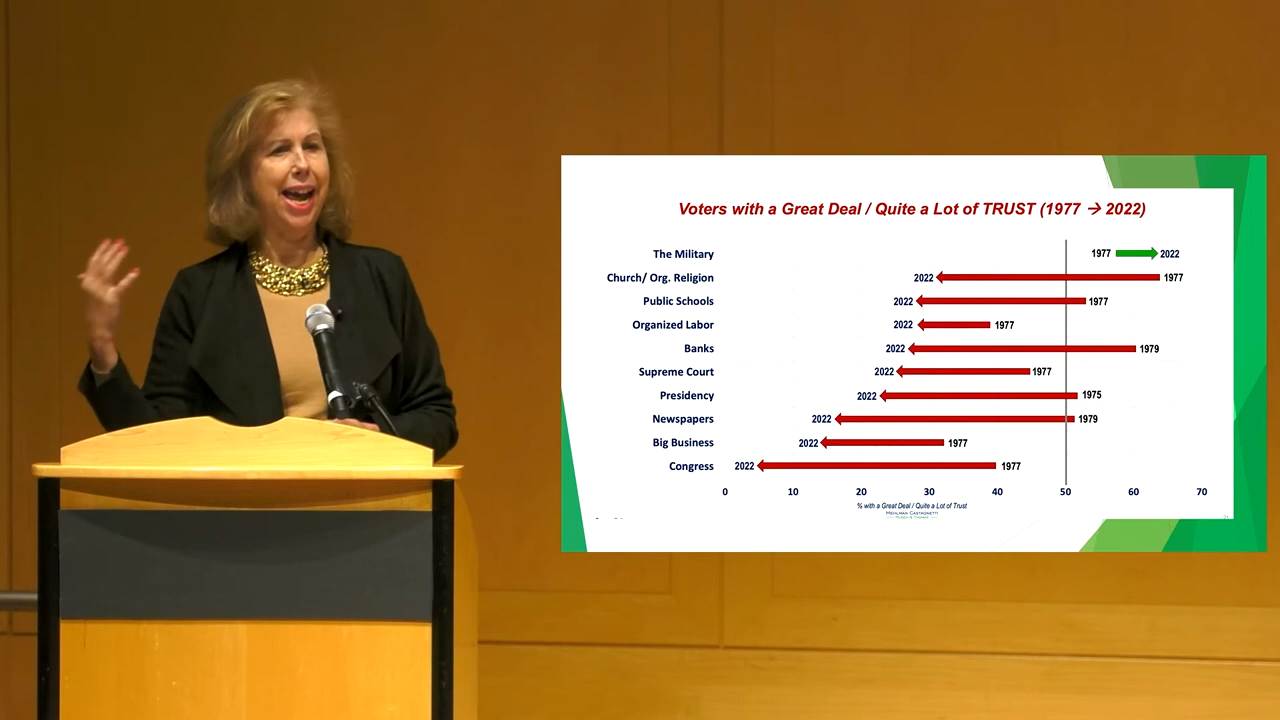 Voters with a Great Deal / Quite a Lot of TRUST (1977 → 2022)
The Military 1977 2022
Church/ Org. Religion 2022 1977
Public Schools 2022 1977
Organized Labor 2022 1977
Banks 2022 1979
Supreme Court 2022 1977
Presidency 2022 1975
Newspapers 2022 1979
Big Business 2022 1977
Congress 2022 1977
0 10 20 30 40 50 60 70
% with a Great Deal / Quite a Lot of Trust
MEHLMAN CASTAGNETTI